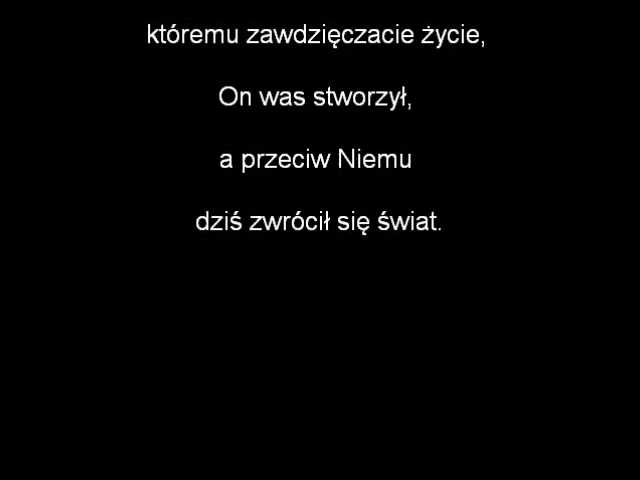 któremu zawdzięczacie życie,
On was stworzył,
a przeciw Niemu
dziś zwrócił się świat.